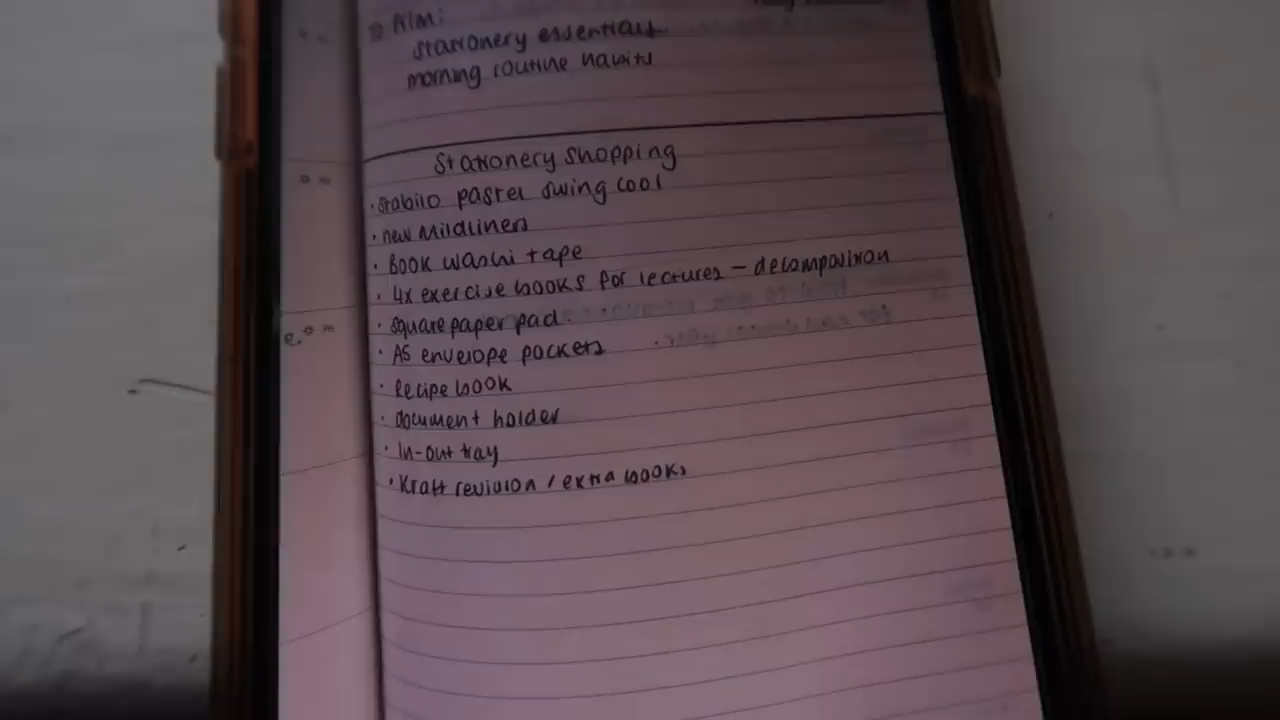 Film:
stationery essentials
morning routine habits
Stationery Shopping
• stabilo pastel swing cool
• new Mildliners
• Book washi tape
• 4x exercise books for lectures - decomposition
• square paper pad.
• A5 envelope pockets
• Recipe book
• document holder
• In-out tray
• Kraft revision / extra books